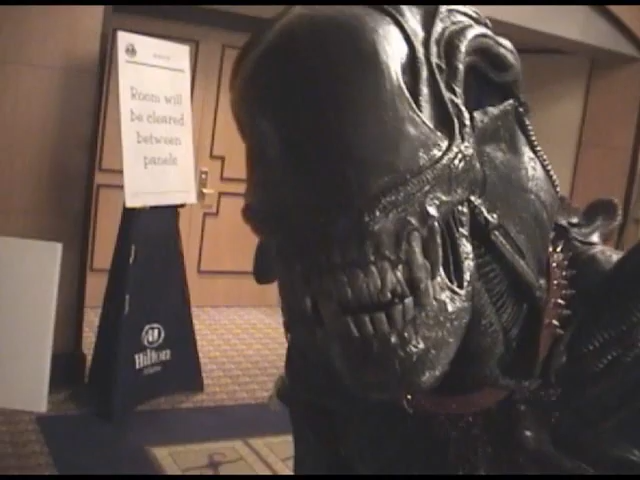 Room will
be cleared
between
panels
Hilton